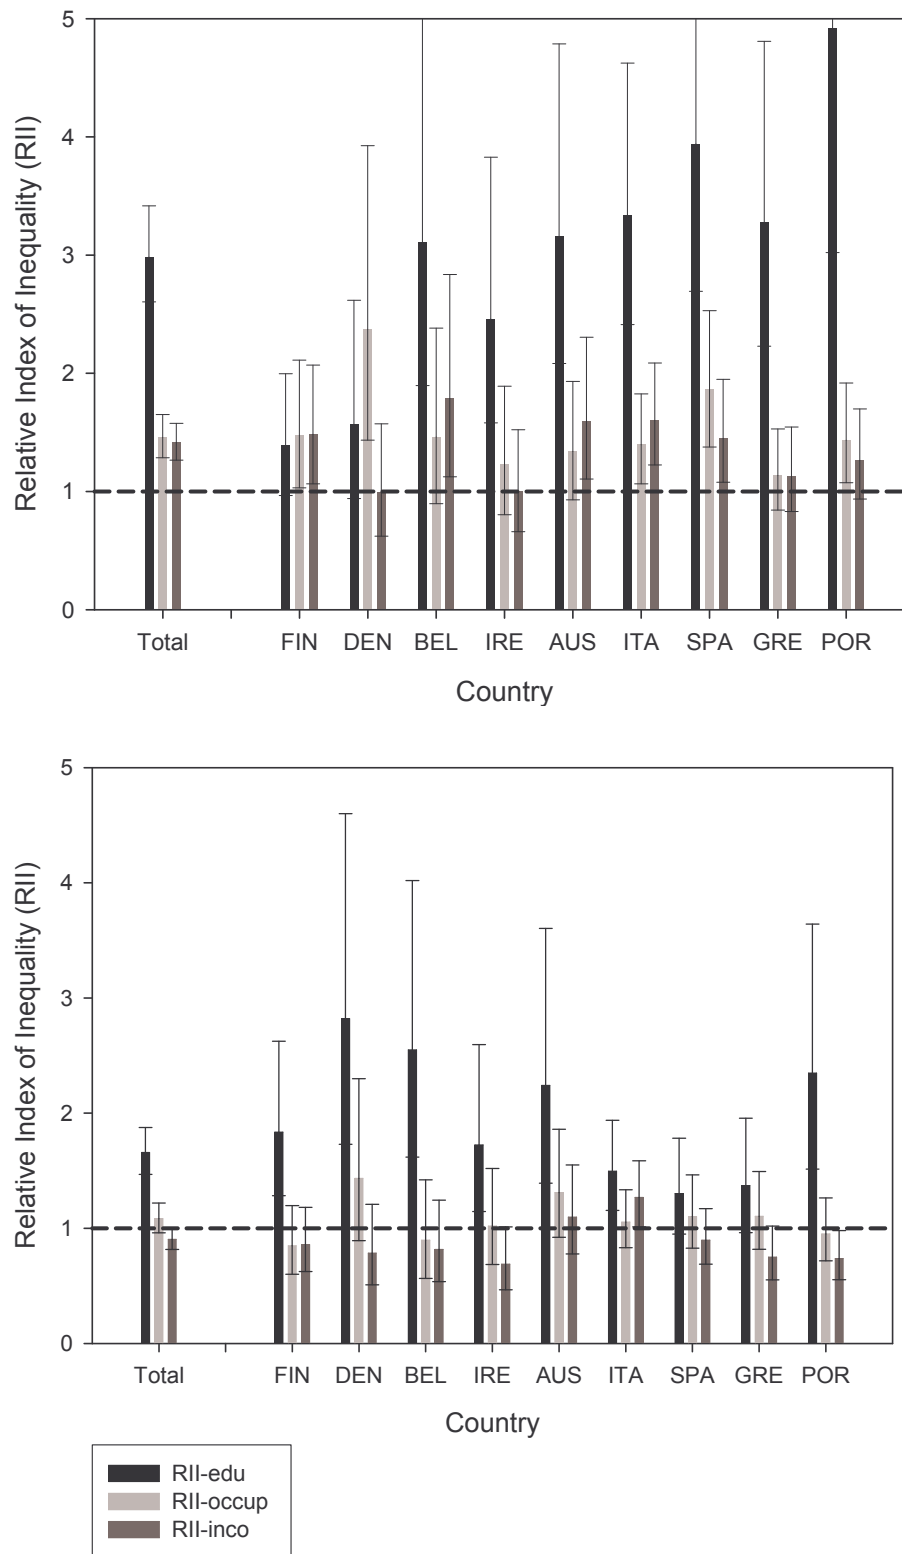 Relative Index of Inequality (RII)
5
4
3
2
1
0
Total FIN DEN BEL IRE AUS ITA SPA GRE POR
Country
Relative Index of Inequality (RII)
5
4
3
2
1
0
Total FIN DEN BEL IRE AUS ITA SPA GRE POR
Country
RII-edu
RII-occup
RII-inco